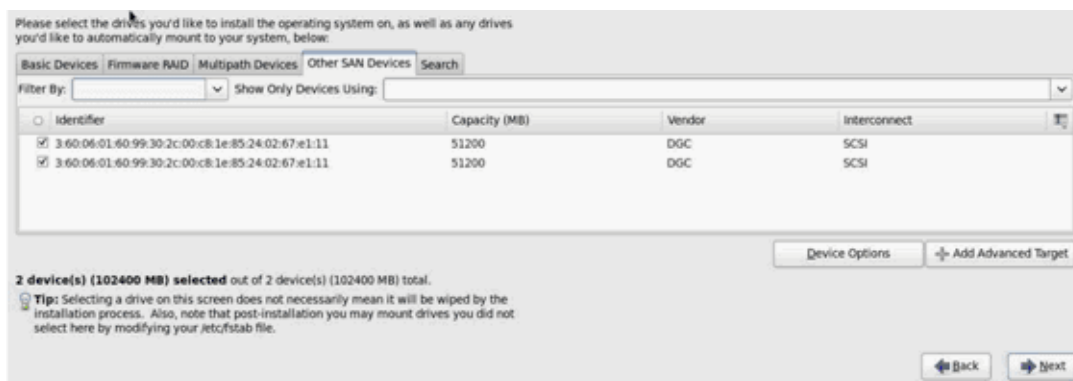 Please select the drives you'd like to install the operating system on, as well as any drives
you'd like to automatically mount to your system, below:
Basic Devices Firmware RAID Multipath Devices Other SAN Devices Search
Filter By: Show Only Devices Using:
Identifier Capacity (MB) Vendor Interconnect
3:60:06:01:60:99:30:2c:00:c8:1e:85:24:02:67:e1:11 51200 DGC SCSI
3:60:06:01:60:99:30:2c:00:c8:1e:85:24:02:67:e1:11 51200 DGC SCSI
Device Options Add Advanced Target
2 device(s) (102400 MB) selected out of 2 device(s) (102400 MB) total.
Tip: Selecting a drive on this screen does not necessarily mean it will be wiped by the
installation process. Also, note that post-installation you may mount drives you did not
select here by modifying your /etc/fstab file.
Back Next